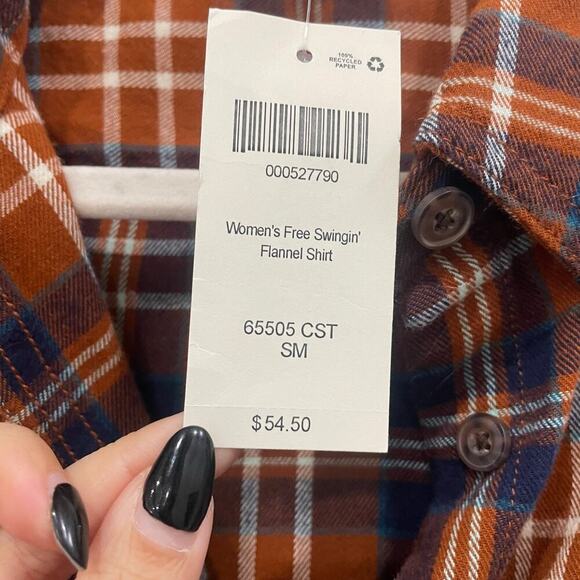 100%
RECYCLED
PAPER
000527790
Women's Free Swingin'
Flannel Shirt
65505 CST
SM
$54.50